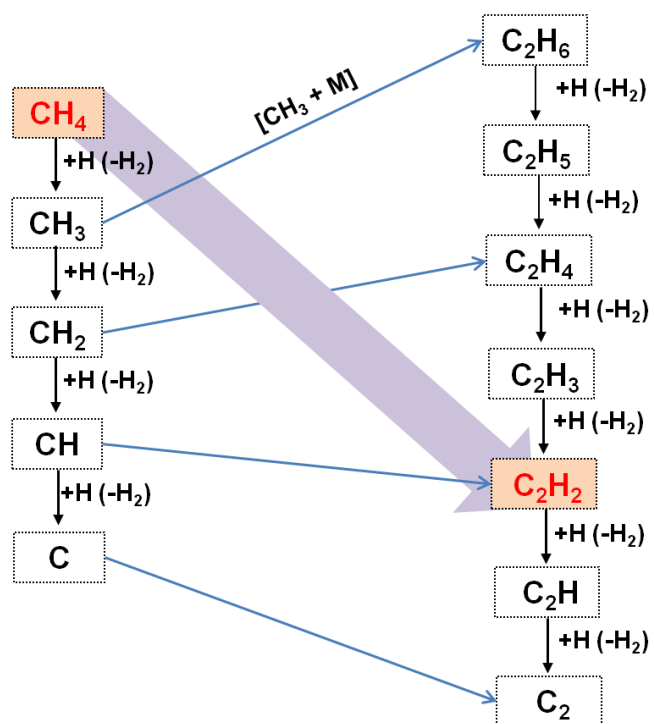 CH₄
+H (-H₂)
CH₃
+H (-H₂)
CH₂
+H (-H₂)
CH
+H (-H₂)
C
[CH₃ + M]
C₂H₆
+H (-H₂)
C₂H₅
+H (-H₂)
C₂H₄
+H (-H₂)
C₂H₃
+H (-H₂)
C₂H₂
+H (-H₂)
C₂H
+H (-H₂)
C₂